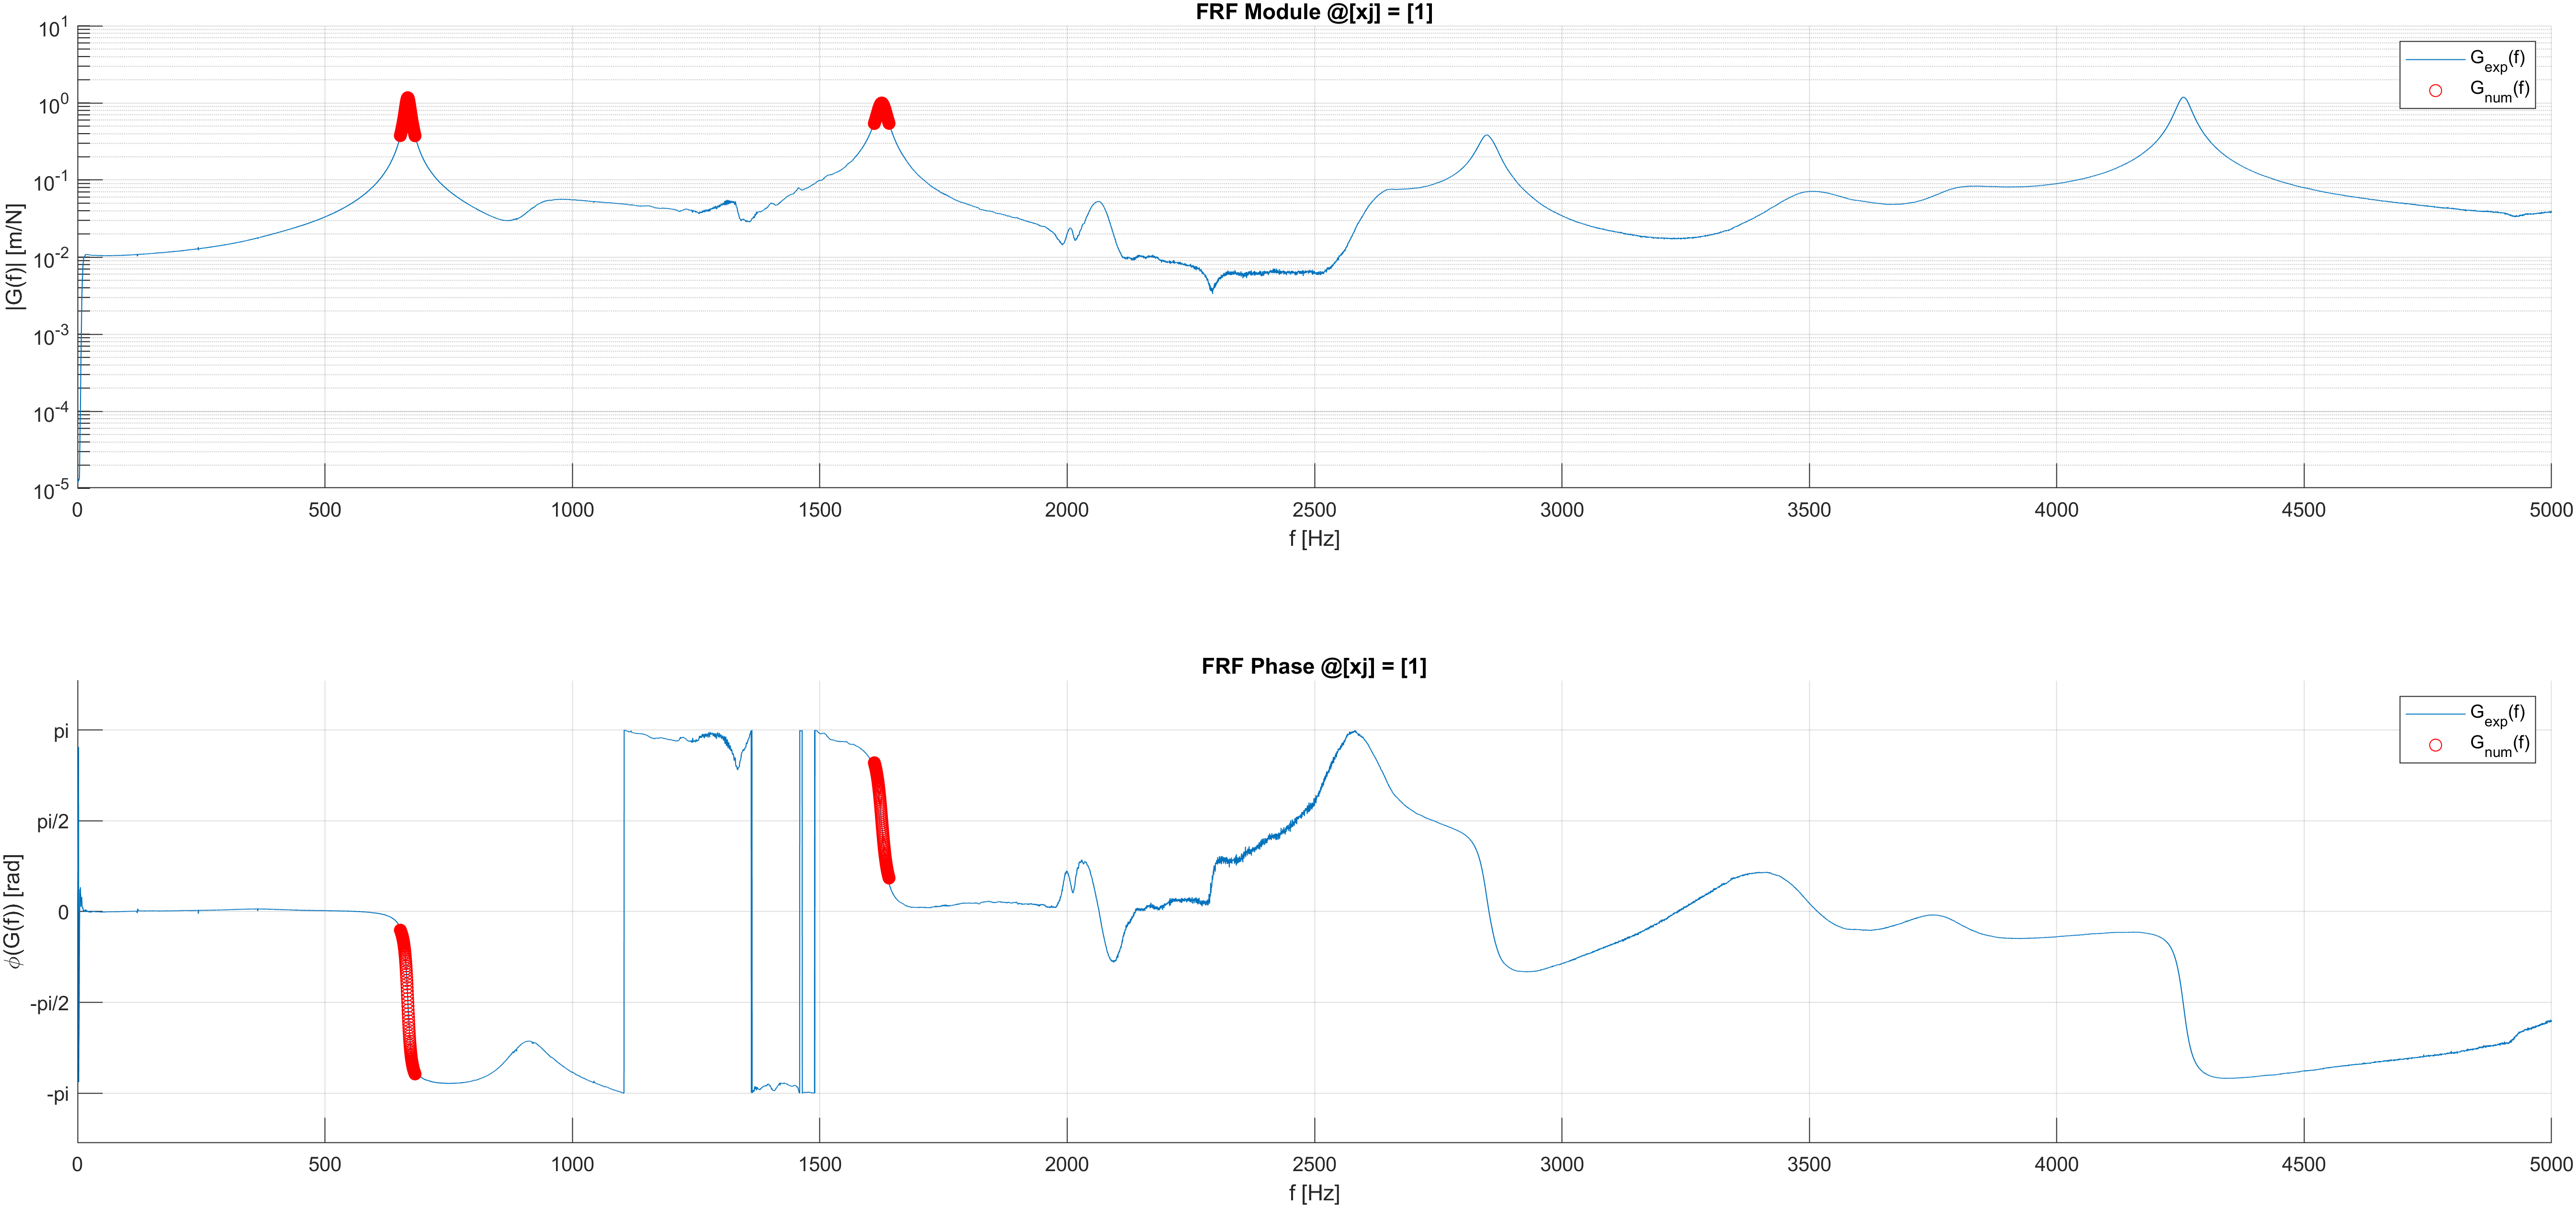 FRF Module @[xj] = [1]
10^1
10^0
10^-1
10^-2
10^-3
10^-4
10^-5
|G(f)| [m/N]
G_exp(f)
G_num(f)
0 500 1000 1500 2000 2500 3000 3500 4000 4500 5000
f [Hz]
FRF Phase @[xj] = [1]
pi
pi/2
0
-pi/2
-pi
ϕ(G(f)) [rad]
G_exp(f)
G_num(f)
0 500 1000 1500 2000 2500 3000 3500 4000 4500 5000
f [Hz]